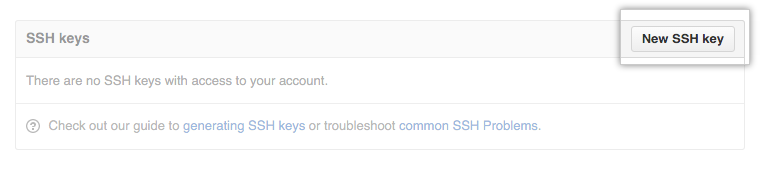 SSH keys
New SSH key
There are no SSH keys with access to your account.
Check out our guide to generating SSH keys or troubleshoot common SSH Problems.